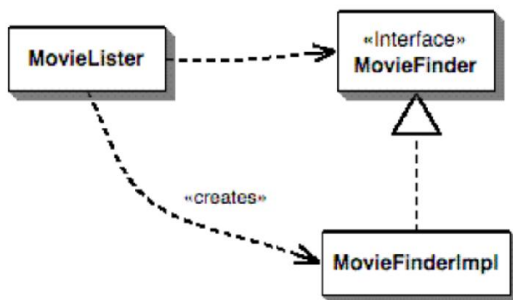 MovieLister
«Interface»
MovieFinder
«creates»
MovieFinderImpl